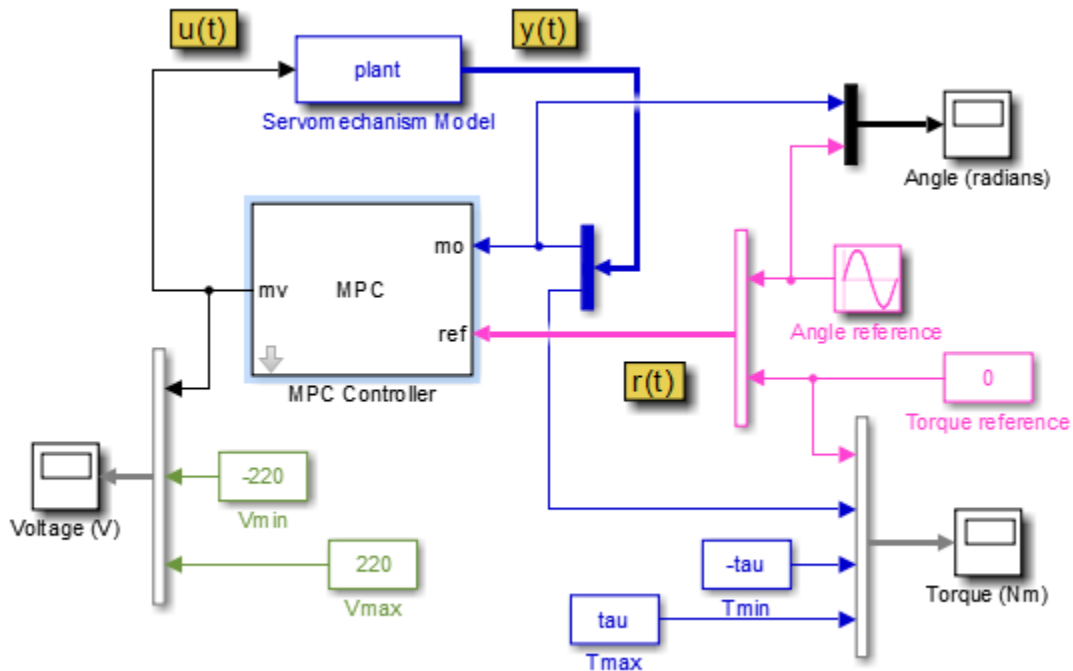 u(t)
y(t)
plant
Servomechanism Model
Angle (radians)
mo
mv
MPC
ref
MPC Controller
Angle reference
r(t)
0
Torque reference
-220
Vmin
Voltage (V)
220
Vmax
-tau
Tmin
Torque (Nm)
tau
Tmax